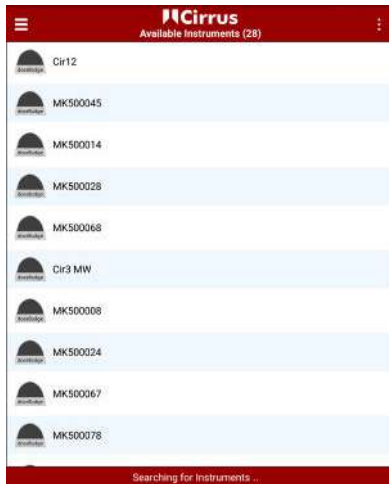 Cirrus
Available Instruments (28)
Cir12
MK500045
MK500014
MK500028
MK500068
Cir3 MW
MK500008
MK500024
MK500067
MK500078
Searching for Instruments ..